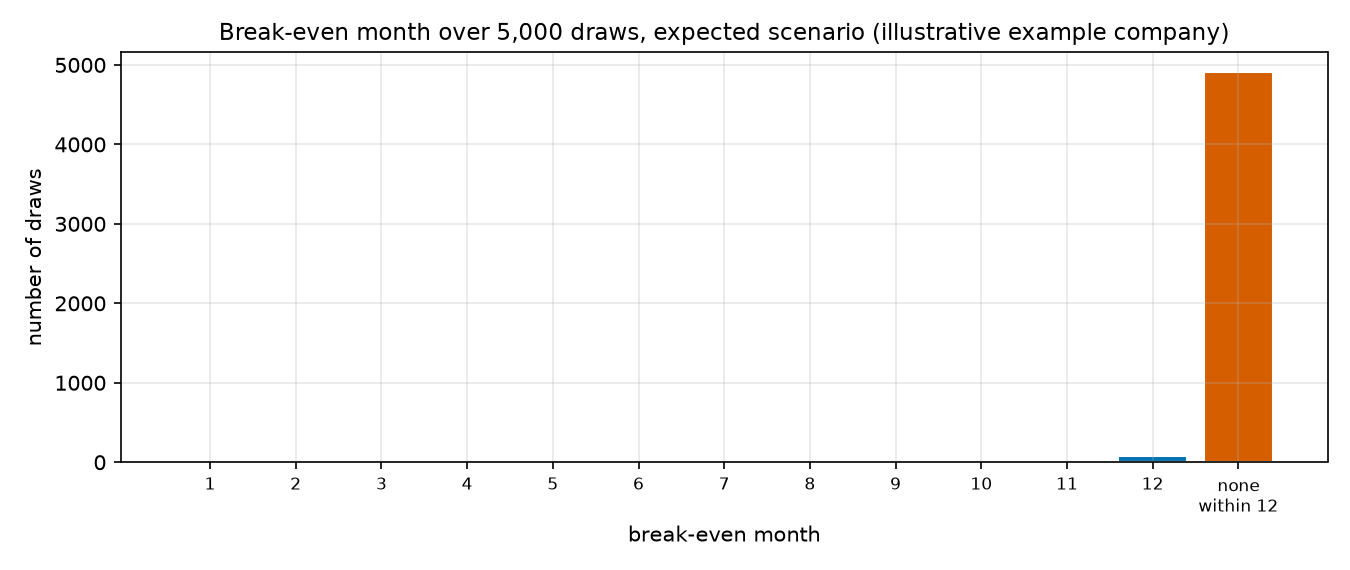 Break-even month over 5,000 draws, expected scenario (illustrative example company)
number of draws
5000
4000
3000
2000
1000
0
1 2 3 4 5 6 7 8 9 10 11 12 none
within 12
break-even month